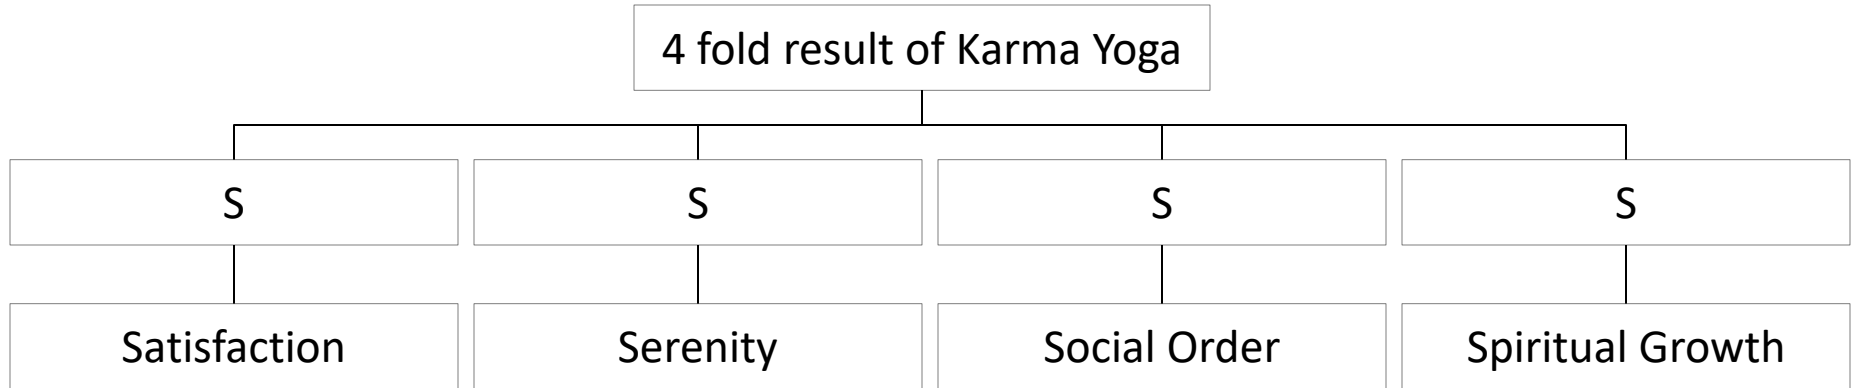 4 fold result of Karma Yoga
S
S
S
S
Satisfaction
Serenity
Social Order
Spiritual Growth